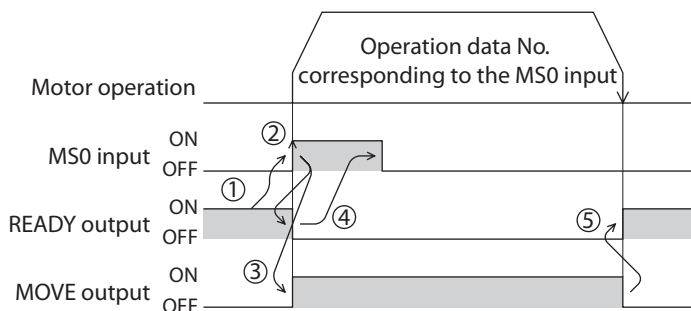 Operation data No.
corresponding to the MS0 input
Motor operation
ON
②
MS0 input
OFF
①
ON
④
⑤
READY output
OFF
③
ON
MOVE output
OFF